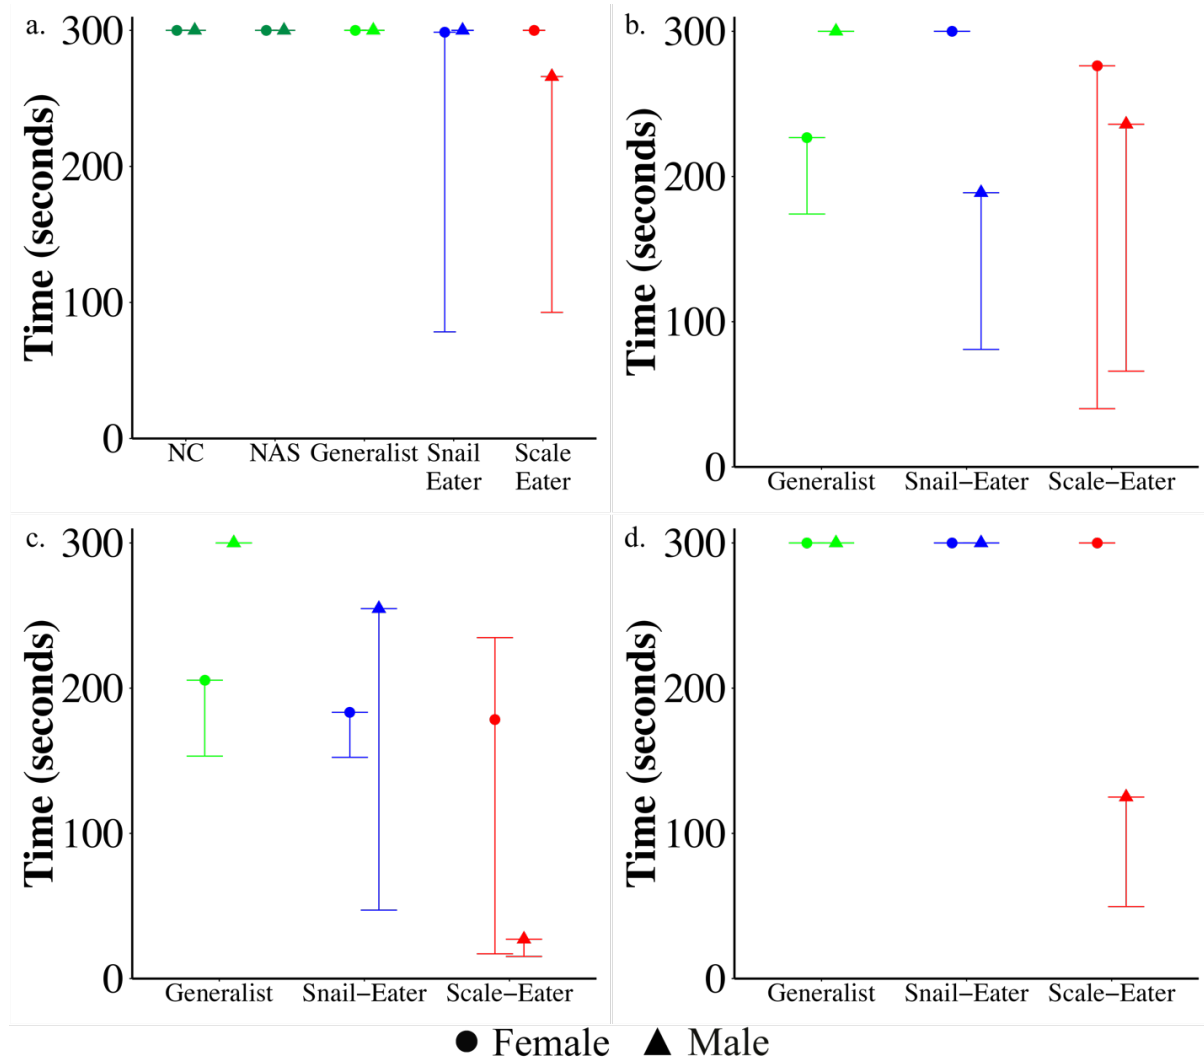 a.
Time (seconds)
300
200
100
0
NC NAS Generalist Snail Eater Scale Eater
b.
Time (seconds)
300
200
100
0
Generalist Snail–Eater Scale–Eater
c.
Time (seconds)
300
200
100
0
Generalist Snail–Eater Scale–Eater
d.
Time (seconds)
300
200
100
0
Generalist Snail–Eater Scale–Eater
Female Male